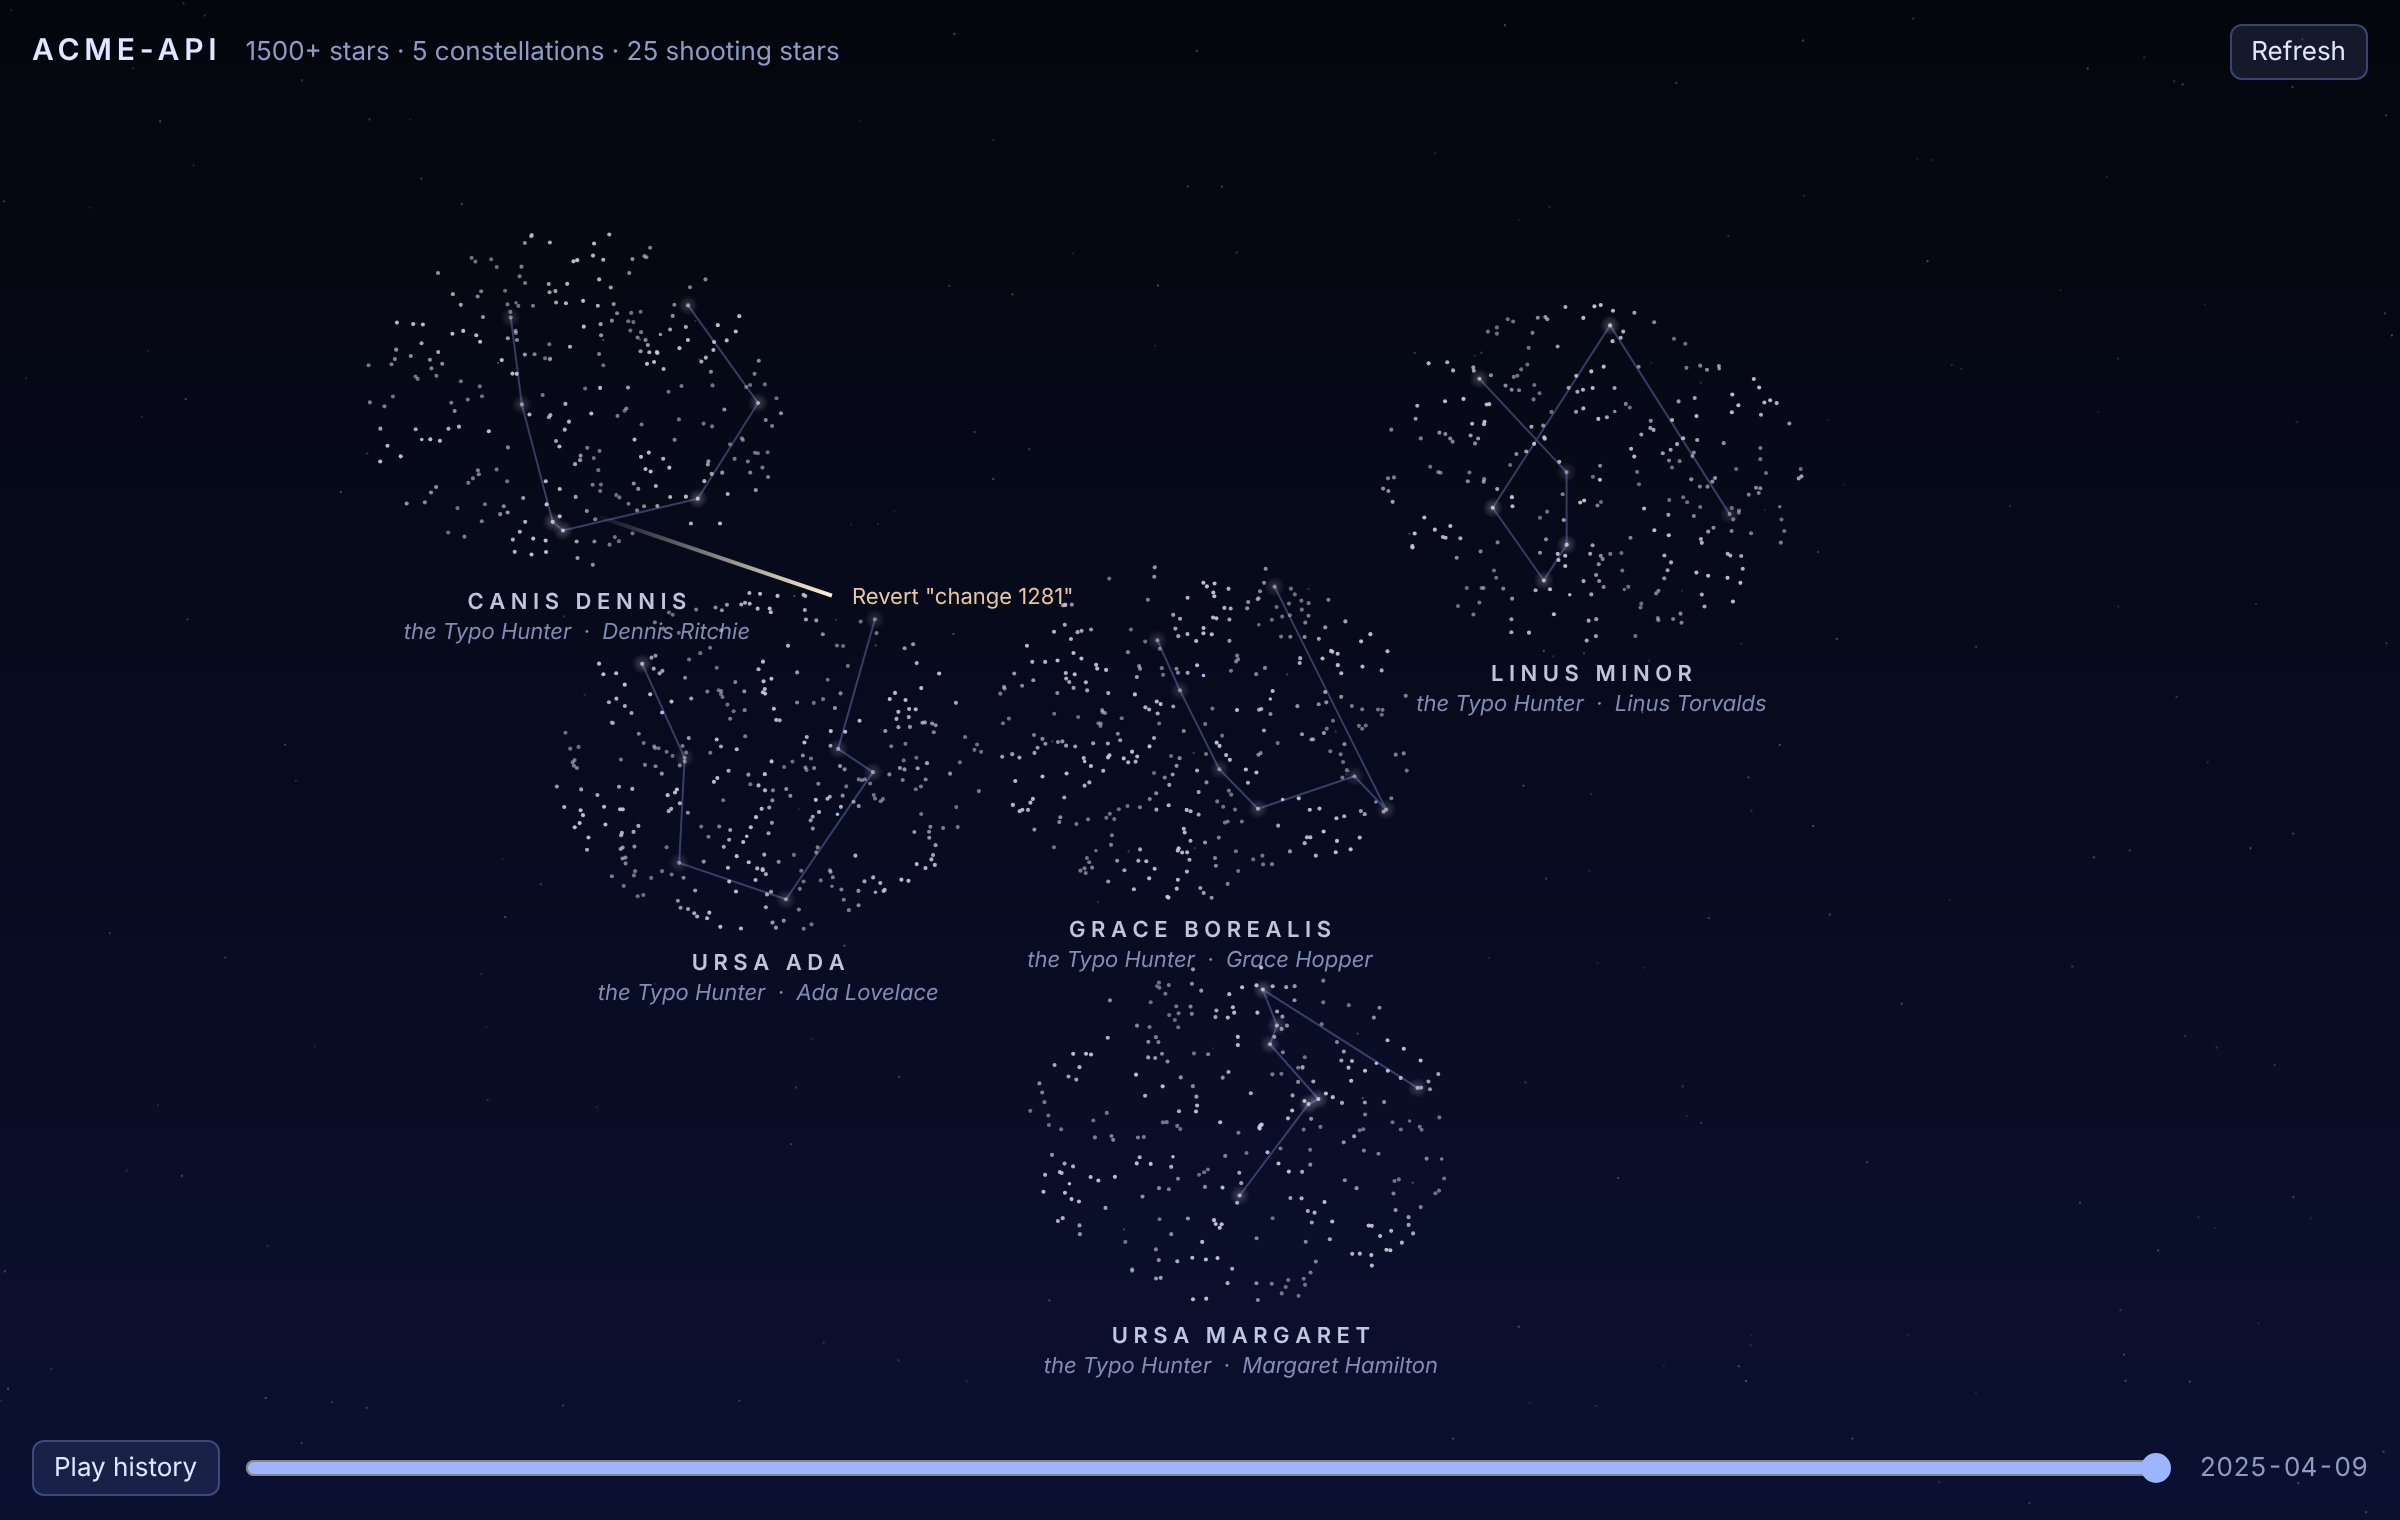 ACME-API
1500+ stars · 5 constellations · 25 shooting stars
Refresh
Revert "change 1281"
CANIS DENNIS
the Typo Hunter · Dennis Ritchie
LINUS MINOR
the Typo Hunter · Linus Torvalds
GRACE BOREALIS
the Typo Hunter · Grace Hopper
URSA ADA
the Typo Hunter · Ada Lovelace
URSA MARGARET
the Typo Hunter · Margaret Hamilton
Play history
2025-04-09